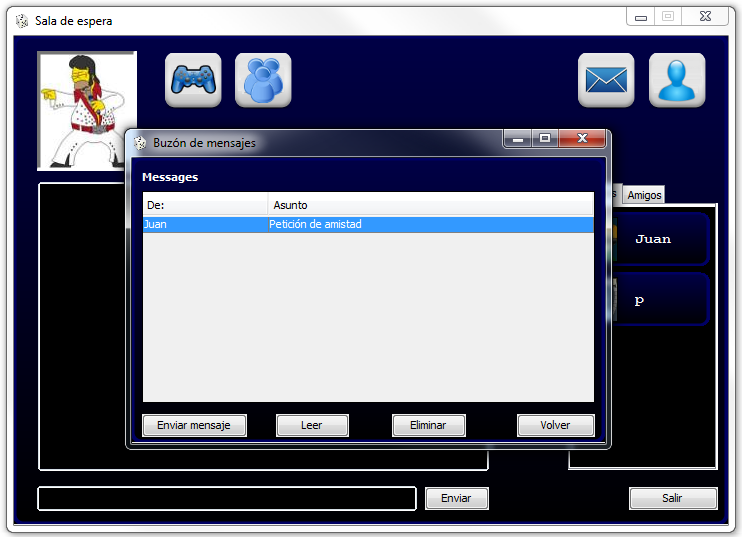 Sala de espera
Buzón de mensajes
Messages
De: Asunto
Juan Petición de amistad
Enviar mensaje Leer Eliminar Volver
Amigos
Juan
p
Enviar Salir